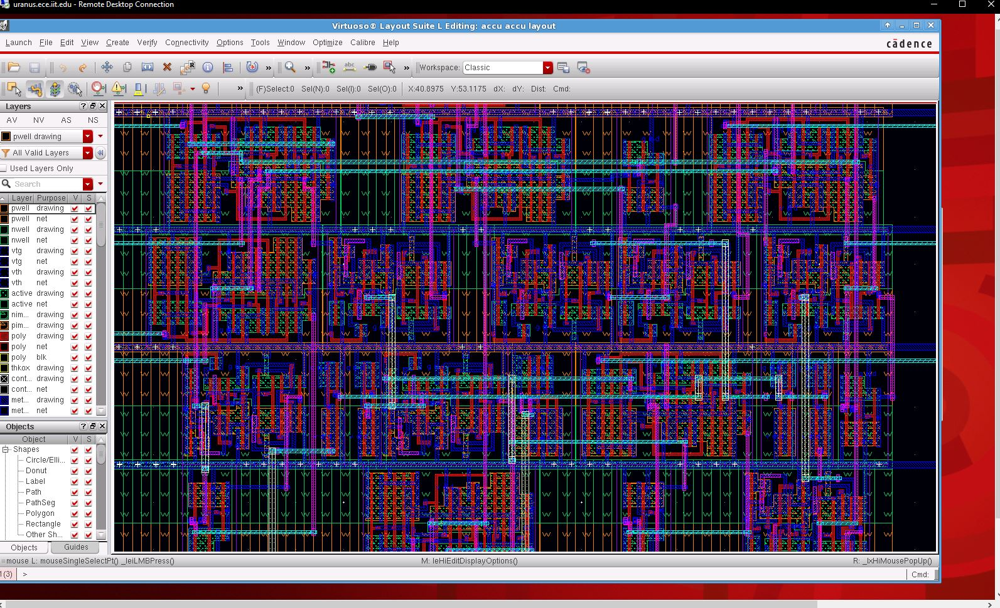 uranus.ece.iit.edu - Remote Desktop Connection
Virtuoso® Layout Suite L Editing: accu accu layout
Launch File Edit View Create Verify Connectivity Options Tools Window Optimize Calibre Help
cādence
Workspace: Classic
(F)Select:0 Sel(N):0 Sel(I):0 Sel(O):0 X:40.8975 Y:53.1175 dX: dY: Dist: Cmd:
Layers
AV NV AS NS
pwell drawing
All Valid Layers
Used Layers Only
Search
Layer Purpose V S
pwell drawing
pwell net
nwell drawing
nwell net
vtg drawing
vtg net
vth drawing
vth net
active drawing
active net
nim... drawing
pim... drawing
poly drawing
poly net
poly blk
thkox drawing
cont... drawing
cont... net
met... drawing
met... net
Objects
Object V S
Shapes
Circle/Elli...
Donut
Label
Path
PathSeg
Polygon
Rectangle
Other Sh...
Objects Guides
mouse L: mouseSingleSelectPt() _leiLMBPress() M: leHiEditDisplayOptions() R: _lxHiMousePopUp()
1(3) > Cmd: